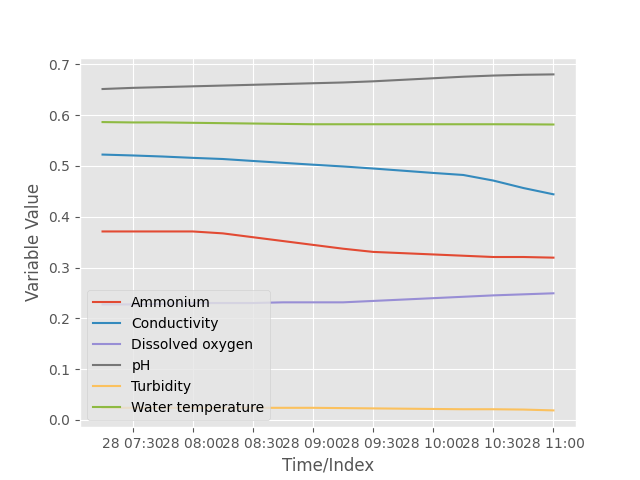 0.7
0.6
0.5
0.4
0.3
0.2
0.1
0.0
Variable Value
Ammonium
Conductivity
Dissolved oxygen
pH
Turbidity
Water temperature
28 07:30 28 08:00 28 08:30 28 09:00 28 09:30 28 10:00 28 10:30 28 11:00
Time/Index